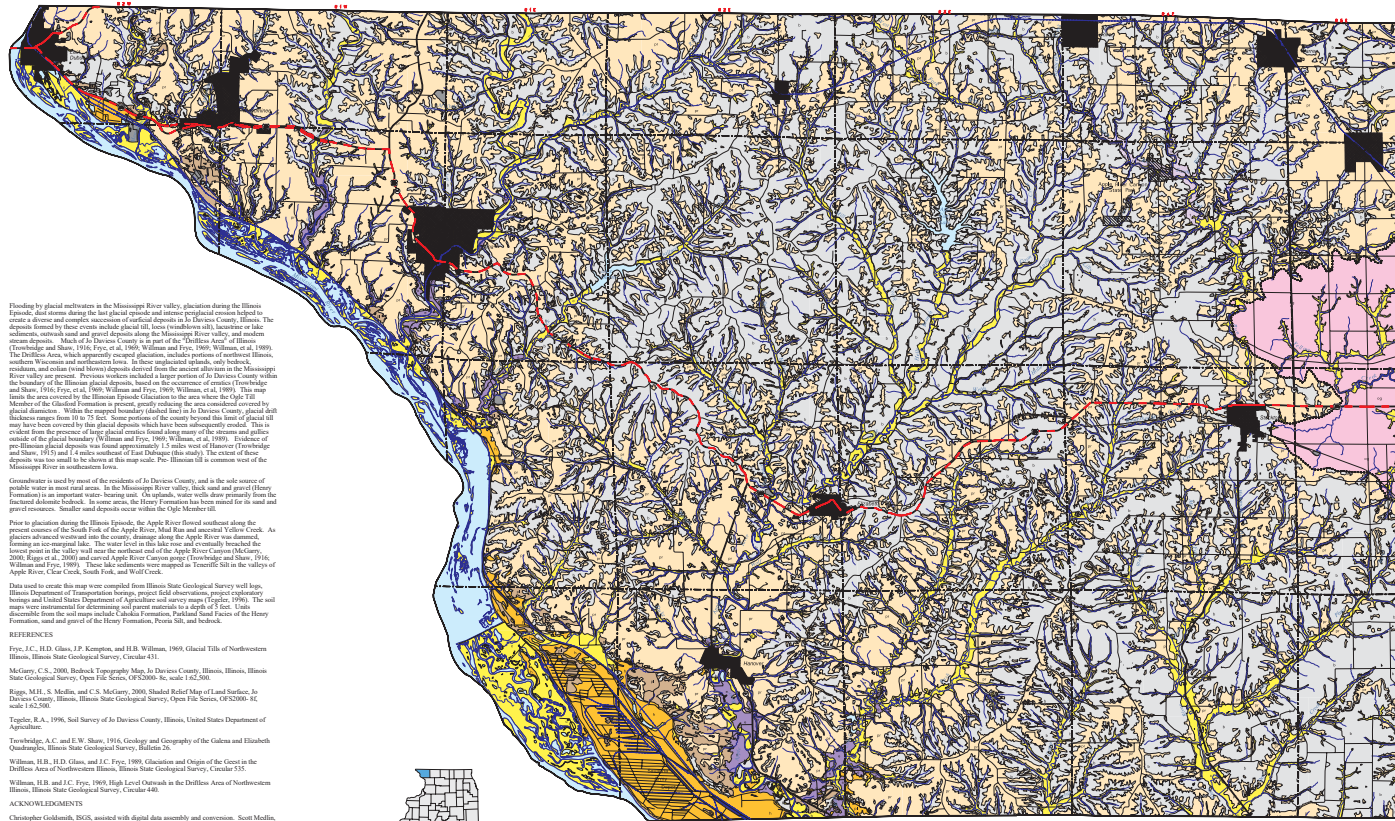 Flooding by glacial meltwaters in the Mississippi River valley, glaciation during the Illinois
Episode, dust storms during the last glacial episode and intense periglacial erosion helped to
create a diverse and complex succession of surficial deposits in Jo Daviess County, Illinois. The
deposits formed by these events include glacial till, loess (windblown silt), lacustrine or lake
sediments, outwash sand and gravel deposits along the Mississippi River valley, and modern
stream deposits. Much of Jo Daviess County is in part of the "Driftless Area" of Illinois
(Trowbridge and Shaw, 1916; Frye, et al, 1969; Willman and Frye, 1969; Willman, et al, 1989).
The Driftless Area, which apparently escaped glaciation, includes portions of northwest Illinois,
southern Wisconsin and northeastern Iowa. In these unglaciated uplands, only bedrock,
residuum, and eolian (wind blown) deposits derived from the ancient alluvium in the Mississippi
River valley are present. Previous workers included a larger portion of Jo Daviess County within
the boundary of the Illinoian glacial deposits, based on the occurrence of erratics (Trowbridge
and Shaw, 1916; Frye, et al, 1969; Willman and Frye, 1969; Willman, et al, 1989). This map
limits the area covered by the Illinoian Episode Glaciation to the area where the Ogle Till
Member of the Glasford Formation is present, greatly reducing the area considered covered by
glacial diamicton. Within the mapped boundary (dashed line) in Jo Daviess County, glacial drift
thickness ranges from 10 to 75 feet. Some portions of the county beyond this limit of glacial till
may have been covered by thin glacial deposits which have been subsequently eroded. This is
evident from the presence of large glacial erratics found along many of the streams and gullies
outside of the glacial boundary (Willman and Frye, 1969; Willman, et al, 1989). Evidence of
pre-Illinoian glacial deposits was found approximately 1.5 miles west of Hanover (Trowbridge
and Shaw, 1915) and 1.4 miles southeast of East Dubuque (this study). The extent of these
deposits was too small to be shown at this map scale. Pre- Illinoian till is common west of the
Mississippi River in southeastern Iowa.
Groundwater is used by most of the residents of Jo Daviess County, and is the sole source of
potable water in most rural areas. In the Mississippi River valley, thick sand and gravel (Henry
Formation) is an important water- bearing unit. On uplands, water wells draw primarily from the
fractured dolomite bedrock. In some areas, the Henry Formation has been mined for its sand and
gravel resources. Smaller sand deposits occur within the Ogle Member till.
Prior to glaciation during the Illinois Episode, the Apple River flowed southeast along the
present courses of the South Fork of the Apple River, Mud Run and ancestral Yellow Creek. As
glaciers advanced westward into the county, drainage along the Apple River was dammed,
forming an ice-marginal lake. The water level in this lake rose and eventually breached the
lowest point in the valley wall near the northeast end of the Apple River Canyon (McGarry,
2000; Riggs et al., 2000) and carved Apple River Canyon gorge (Trowbridge and Shaw, 1916;
Willman and Frye, 1989). These lake sediments were mapped as Teneriffe Silt in the valleys of
Apple River, Clear Creek, South Fork, and Wolf Creek.
Data used to create this map were compiled from Illinois State Geological Survey well logs,
Illinois Department of Transportation borings, project field observations, project exploratory
borings and United States Department of Agriculture soil survey maps (Tegeler, 1996). The soil
maps were instrumental for determining soil parent materials to a depth of 5 feet. Units
discernible from the soil maps include Cahokia Formation, Parkland Sand Facies of the Henry
Formation, sand and gravel of the Henry Formation, Peoria Silt, and bedrock.
REFERENCES
Frye, J.C., H.D. Glass, J.P. Kempton, and H.B. Willman, 1969, Glacial Tills of Northwestern
Illinois, Illinois State Geological Survey, Circular 431.
McGarry, C.S., 2000, Bedrock Topography Map, Jo Daviess County, Illinois, Illinois, Illinois
State Geological Survey, Open File Series, OFS2000- 8e, scale 1:62,500.
Riggs, M.H., S. Medlin, and C.S. McGarry, 2000, Shaded Relief Map of Land Surface, Jo
Daviess County, Illinois, Illinois State Geological Survey, Open File Series, OFS2000- 8f,
scale 1:62,500.
Tegeler, R.A., 1996, Soil Survey of Jo Daviess County, Illinois, United States Department of
Agriculture.
Trowbridge, A.C. and E.W. Shaw, 1916, Geology and Geography of the Galena and Elizabeth
Quadrangles, Illinois State Geological Survey, Bulletin 26.
Willman, H.B., H.D. Glass, and J.C. Frye, 1989, Glaciation and Origin of the Geest in the
Driftless Area of Northwestern Illinois, Illinois State Geological Survey, Circular 535.
Willman, H.B. and J.C. Frye, 1969, High Level Outwash in the Driftless Area of Northwestern
Illinois, Illinois State Geological Survey, Circular 440.
ACKNOWLEDGMENTS
Christopher Goldsmith, ISGS, assisted with digital data assembly and conversion. Scott Medlin,
Hanover